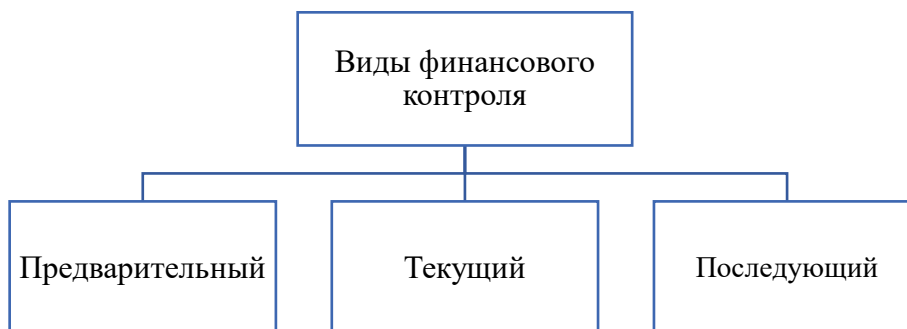 Виды финансового
контроля
Предварительный
Текущий
Последующий